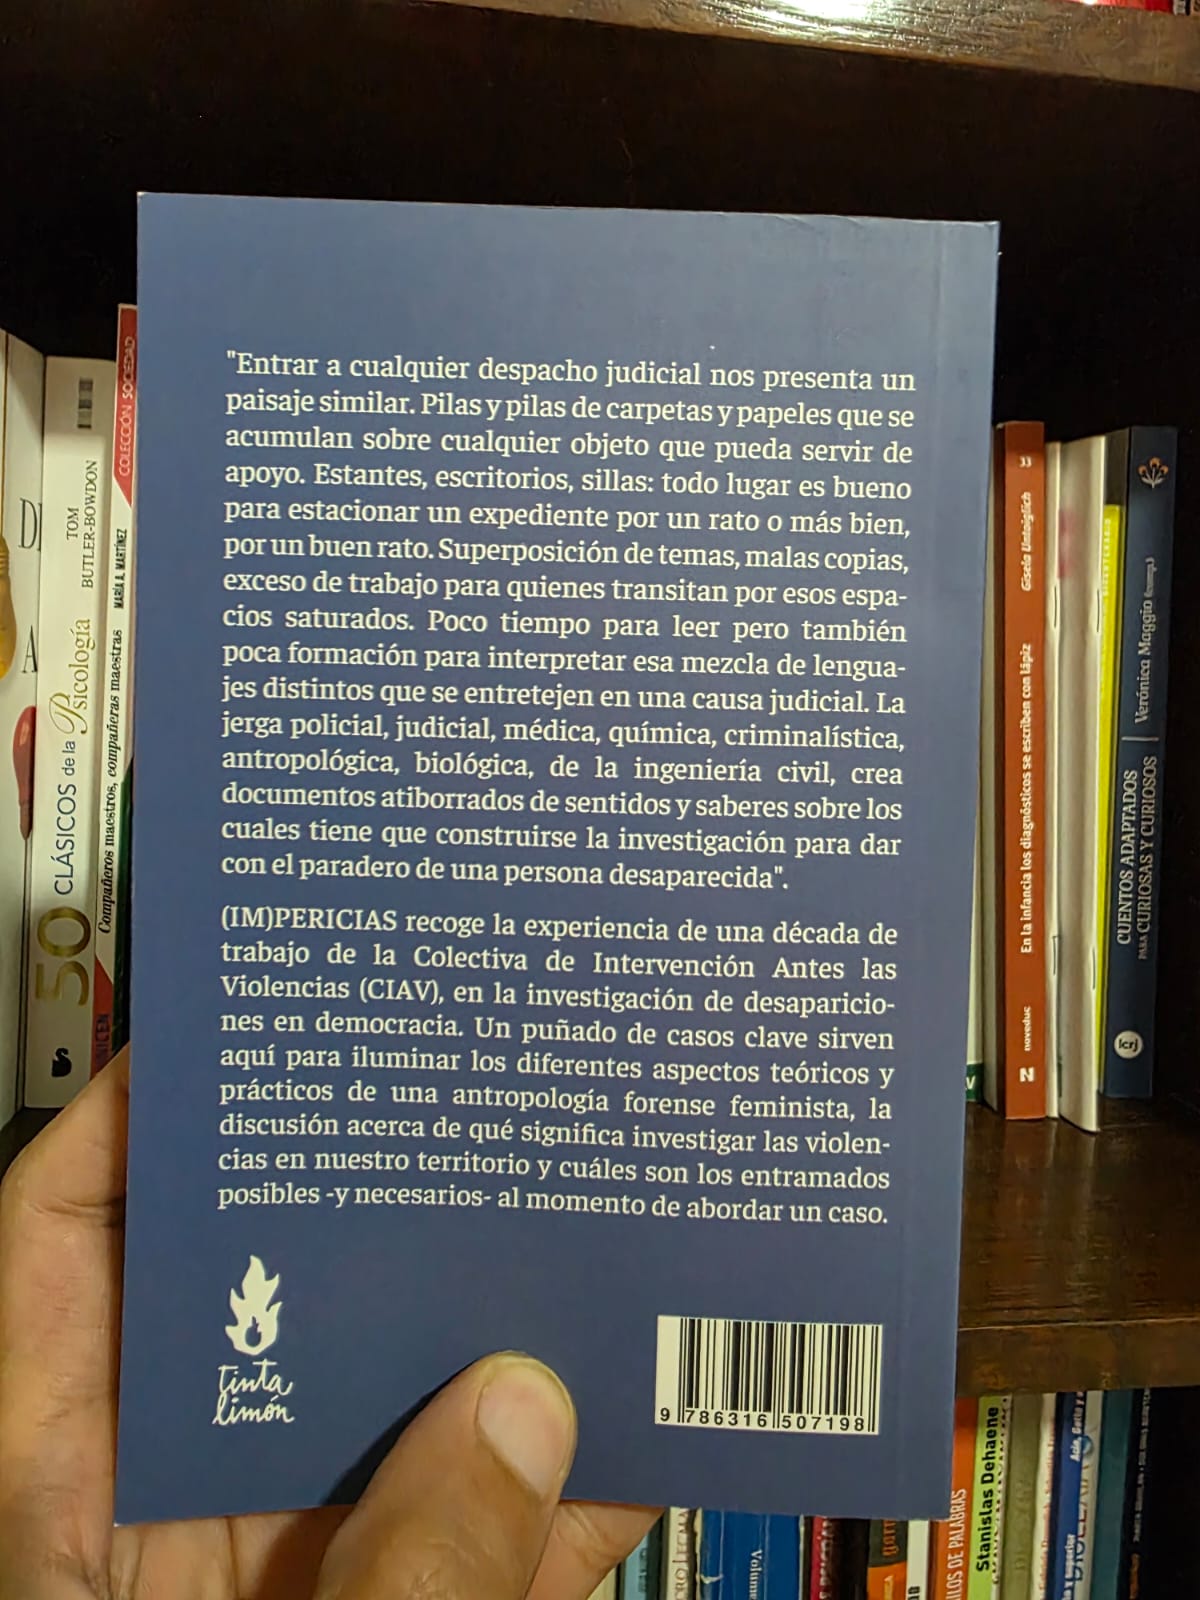 "Entrar a cualquier despacho judicial nos presenta un
paisaje similar. Pilas y pilas de carpetas y papeles que se
acumulan sobre cualquier objeto que pueda servir de
apoyo. Estantes, escritorios, sillas: todo lugar es bueno
para estacionar un expediente por un rato o más bien,
por un buen rato. Superposición de temas, malas copias,
exceso de trabajo para quienes transitan por esos espa-
cios saturados. Poco tiempo para leer pero también
poca formación para interpretar esa mezcla de lengua-
jes distintos que se entretejen en una causa judicial. La
jerga policial, judicial, médica, química, criminalística,
antropológica, biológica, de la ingeniería civil, crea
documentos atiborrados de sentidos y saberes sobre los
cuales tiene que construirse la investigación para dar
con el paradero de una persona desaparecida".
(IM)PERICIAS recoge la experiencia de una década de
trabajo de la Colectiva de Intervención Antes las
Violencias (CIAV), en la investigación de desaparicio-
nes en democracia. Un puñado de casos clave sirven
aquí para iluminar los diferentes aspectos teóricos y
prácticos de una antropología forense feminista, la
discusión acerca de qué significa investigar las violen-
cias en nuestro territorio y cuáles son los entramados
posibles -y necesarios- al momento de abordar un caso.
tinta
limón
9 786316 507198
50 CLÁSICOS de la Psicología
TOM
BUTLER-BOWDON
COLECCIÓN SOCIEDAD
Compañeros maestros, compañeras maestras
MARÍA A. MARTÍNEZ
33
Gisela Untoiglich
En la infancia los diagnósticos se escriben con lápiz
noveduc
CUENTOS ADAPTADOS
PARA CURIOSAS Y CURIOSOS
Verónica Maggio (comp.)
lcrj
Stanislas Dehaene
Volume